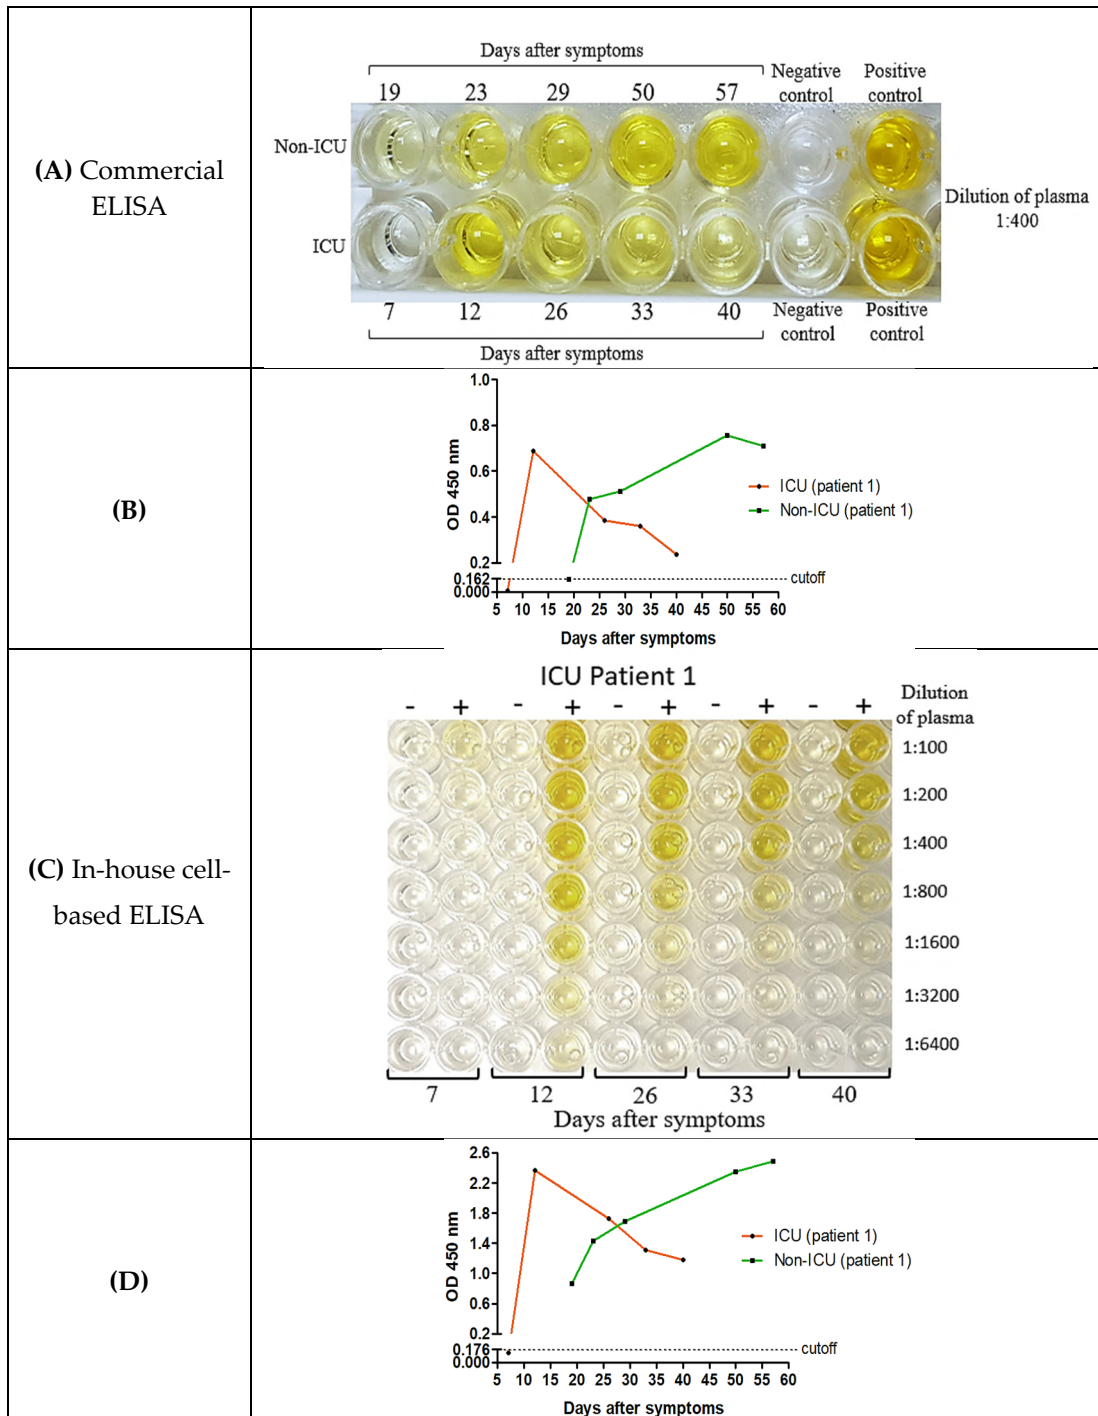 (A) Commercial
ELISA
Days after symptoms
19 23 29 50 57
Negative
control
Positive
control
Non-ICU
ICU
Dilution of plasma
1:400
7 12 26 33 40
Negative
control
Positive
control
Days after symptoms
(B)
1.0
0.8
0.6
0.4
0.2
0.162
0.000
OD 450 nm
ICU (patient 1)
Non-ICU (patient 1)
cutoff
5 10 15 20 25 30 35 40 45 50 55 60
Days after symptoms
(C) In-house cell-
based ELISA
ICU Patient 1
- + - + - + - + - +
Dilution
of plasma
1:100
1:200
1:400
1:800
1:1600
1:3200
1:6400
7 12 26 33 40
Days after symptoms
(D)
2.6
2.2
1.8
1.4
1.0
0.6
0.2
0.176
0.000
OD 450 nm
ICU (patient 1)
Non-ICU (patient 1)
cutoff
5 10 15 20 25 30 35 40 45 50 55 60
Days after symptoms